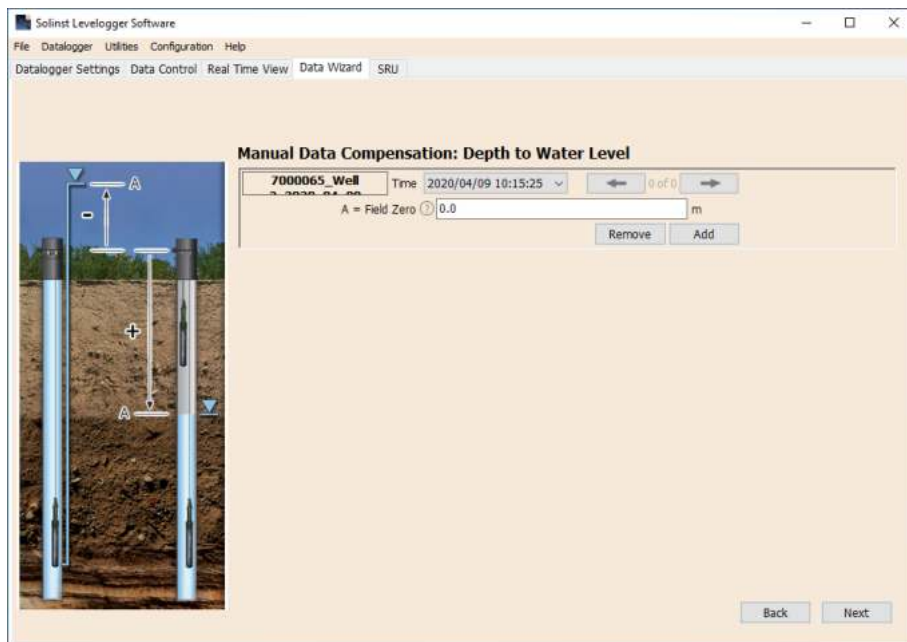 Solinst Levelogger Software
File Datalogger Utilities Configuration Help
Datalogger Settings Data Control Real Time View Data Wizard SRU
Manual Data Compensation: Depth to Water Level
7000065_Well Time 2020/04/09 10:15:25 0 of 0
A = Field Zero ? 0.0 m
Remove Add
A
-
+
A
Back Next